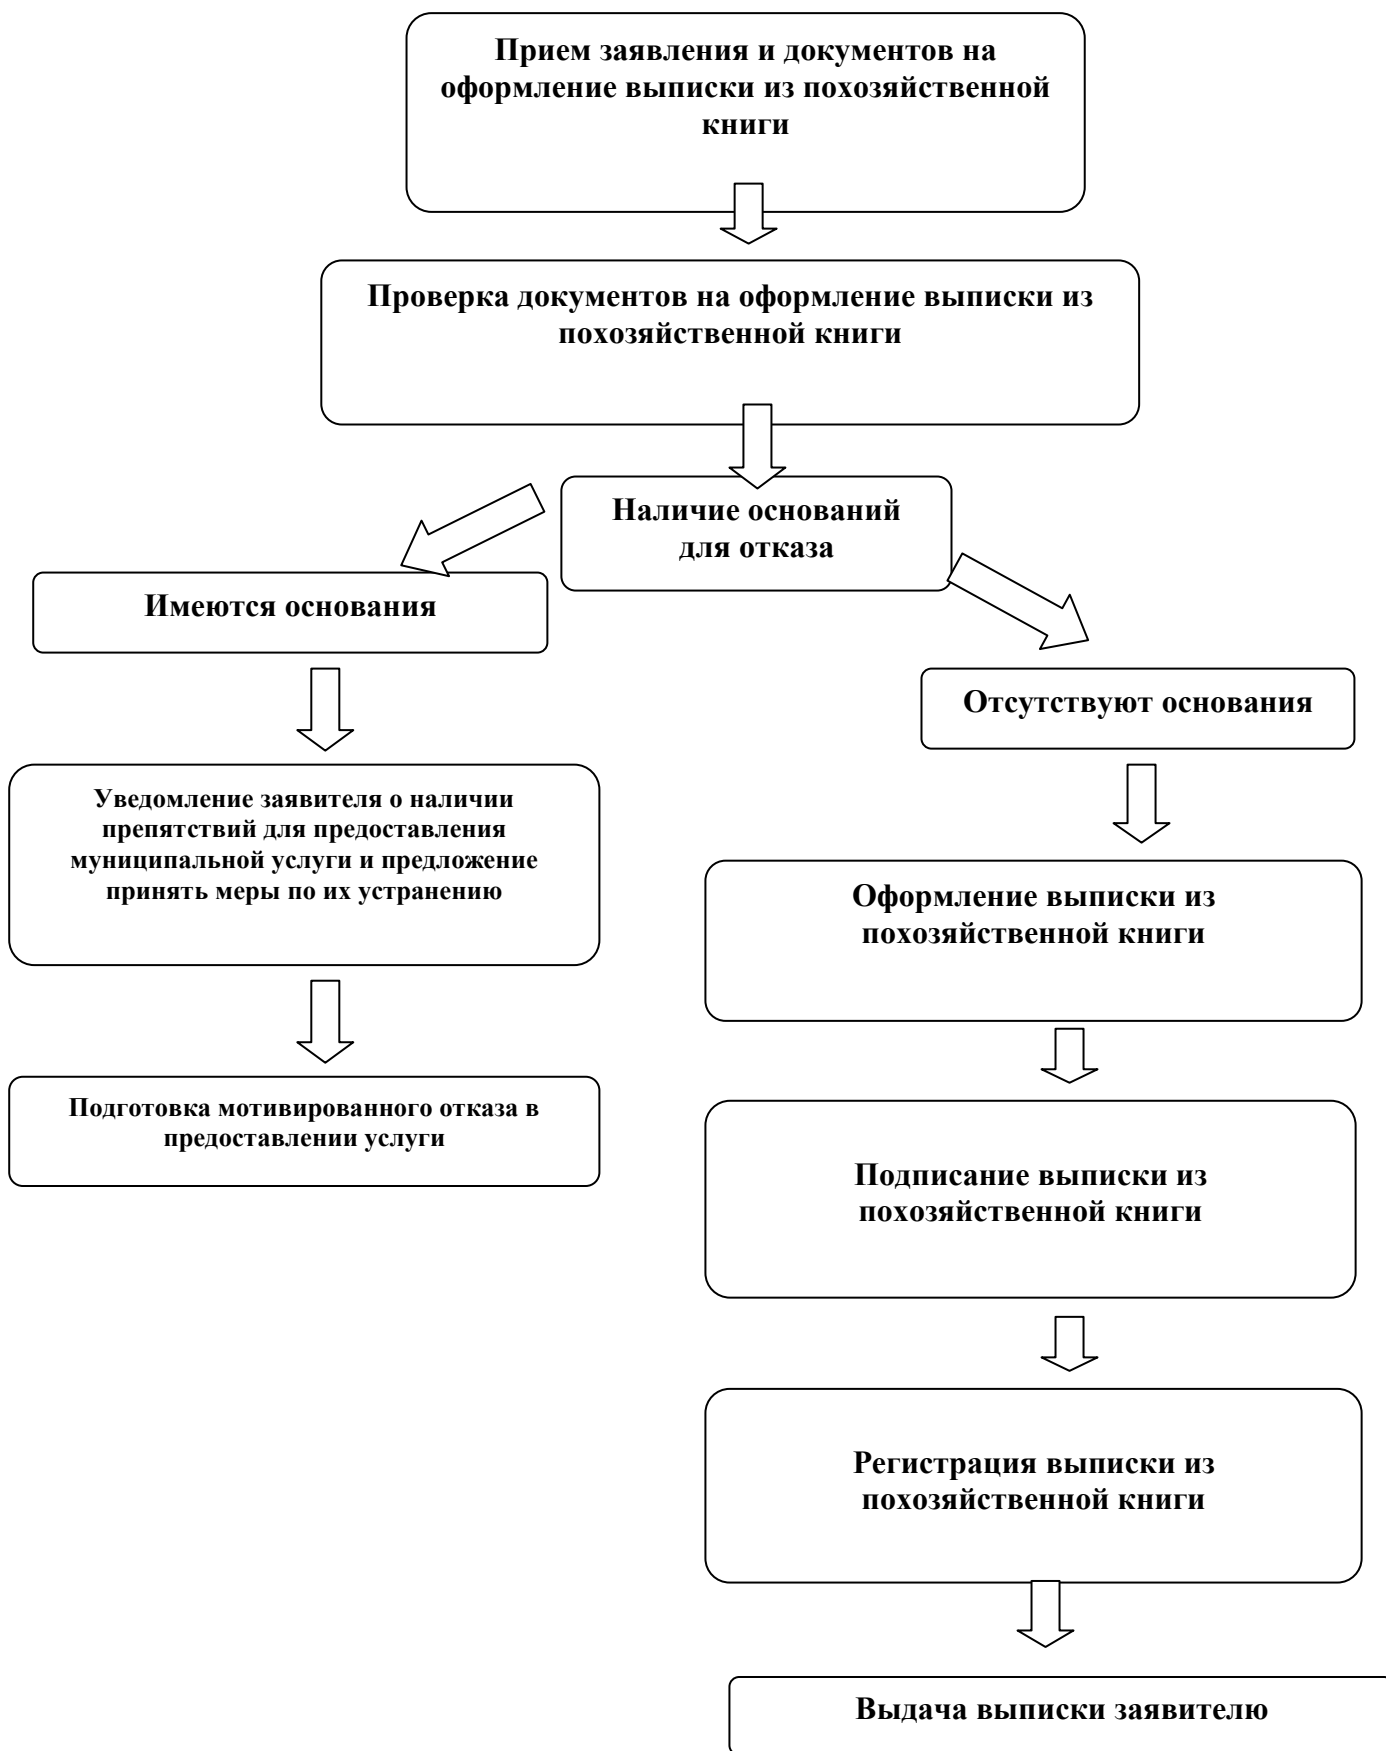 Прием заявления и документов на
оформление выписки из похозяйственной
книги
Проверка документов на оформление выписки из
похозяйственной книги
Наличие оснований
для отказа
Имеются основания
Отсутствуют основания
Уведомление заявителя о наличии
препятствий для предоставления
муниципальной услуги и предложение
принять меры по их устранению
Оформление выписки из
похозяйственной книги
Подготовка мотивированного отказа в
предоставлении услуги
Подписание выписки из
похозяйственной книги
Регистрация выписки из
похозяйственной книги
Выдача выписки заявителю